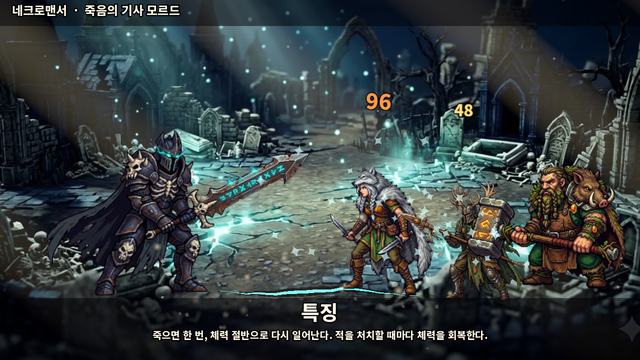 네크로맨서 · 죽음의 기사 모르드
96
48
특징
죽으면 한 번, 체력 절반으로 다시 일어난다. 적을 처치할 때마다 체력을 회복한다.